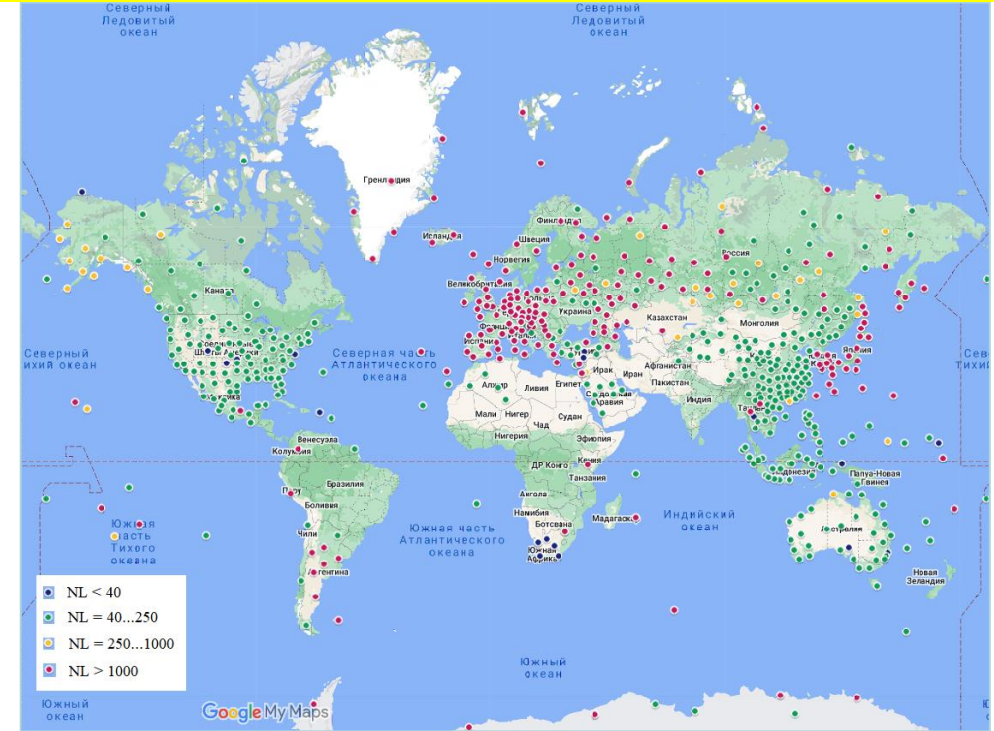 Северный
Ледовитый
океан
Северный
Ледовитый
океан
Гренландия
Исландия
Финляндия
Швеция
Норвегия
Россия
Великобритания
Канада
Украина
Казахстан
Монголия
Франция
Испания
Северный
Тихий океан
Северная часть
Атлантического
океана
Япония
Ирак
Иран
Афганистан
Пакистан
Алжир
Ливия
Египет
Саудовская
Аравия
Индия
Мексика
Мали
Нигер
Чад
Судан
Нигерия
Эфиопия
Венесуэла
Колумбия
ДР Конго
Кения
Танзания
Папуа-Новая
Гвинея
Бразилия
Боливия
Ангола
Намибия
Ботсвана
Мадагаскар
Индийский
океан
Южная
часть
Тихого
океана
Чили
Южная часть
Атлантического
океана
Аргентина
Новая
Зеландия
NL < 40
NL = 40...250
NL = 250...1000
NL > 1000
Южный
океан
Южный
океан
Google My Maps